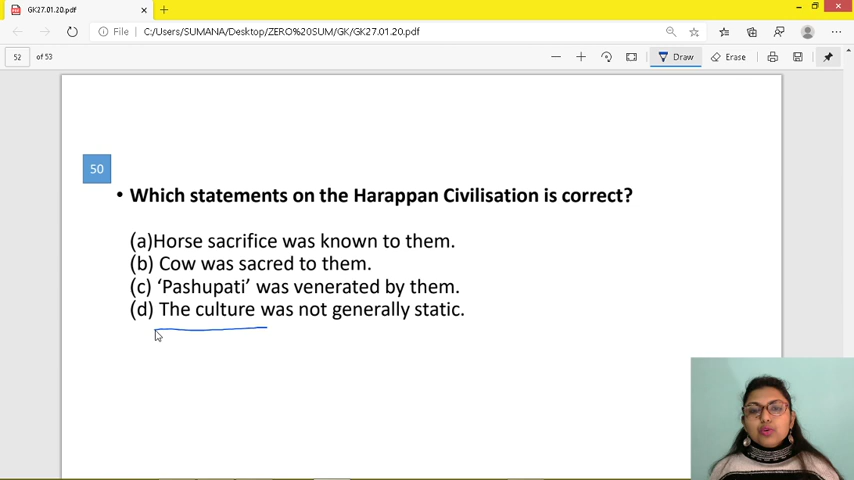 GK27.01.20.pdf
File
C:/Users/SUMANA/Desktop/ZERO%20SUM/GK/GK27.01.20.pdf
52 of 53
Draw
Erase
50
• Which statements on the Harappan Civilisation is correct?
(a)Horse sacrifice was known to them.
(b) Cow was sacred to them.
(c) ‘Pashupati’ was venerated by them.
(d) The culture was not generally static.